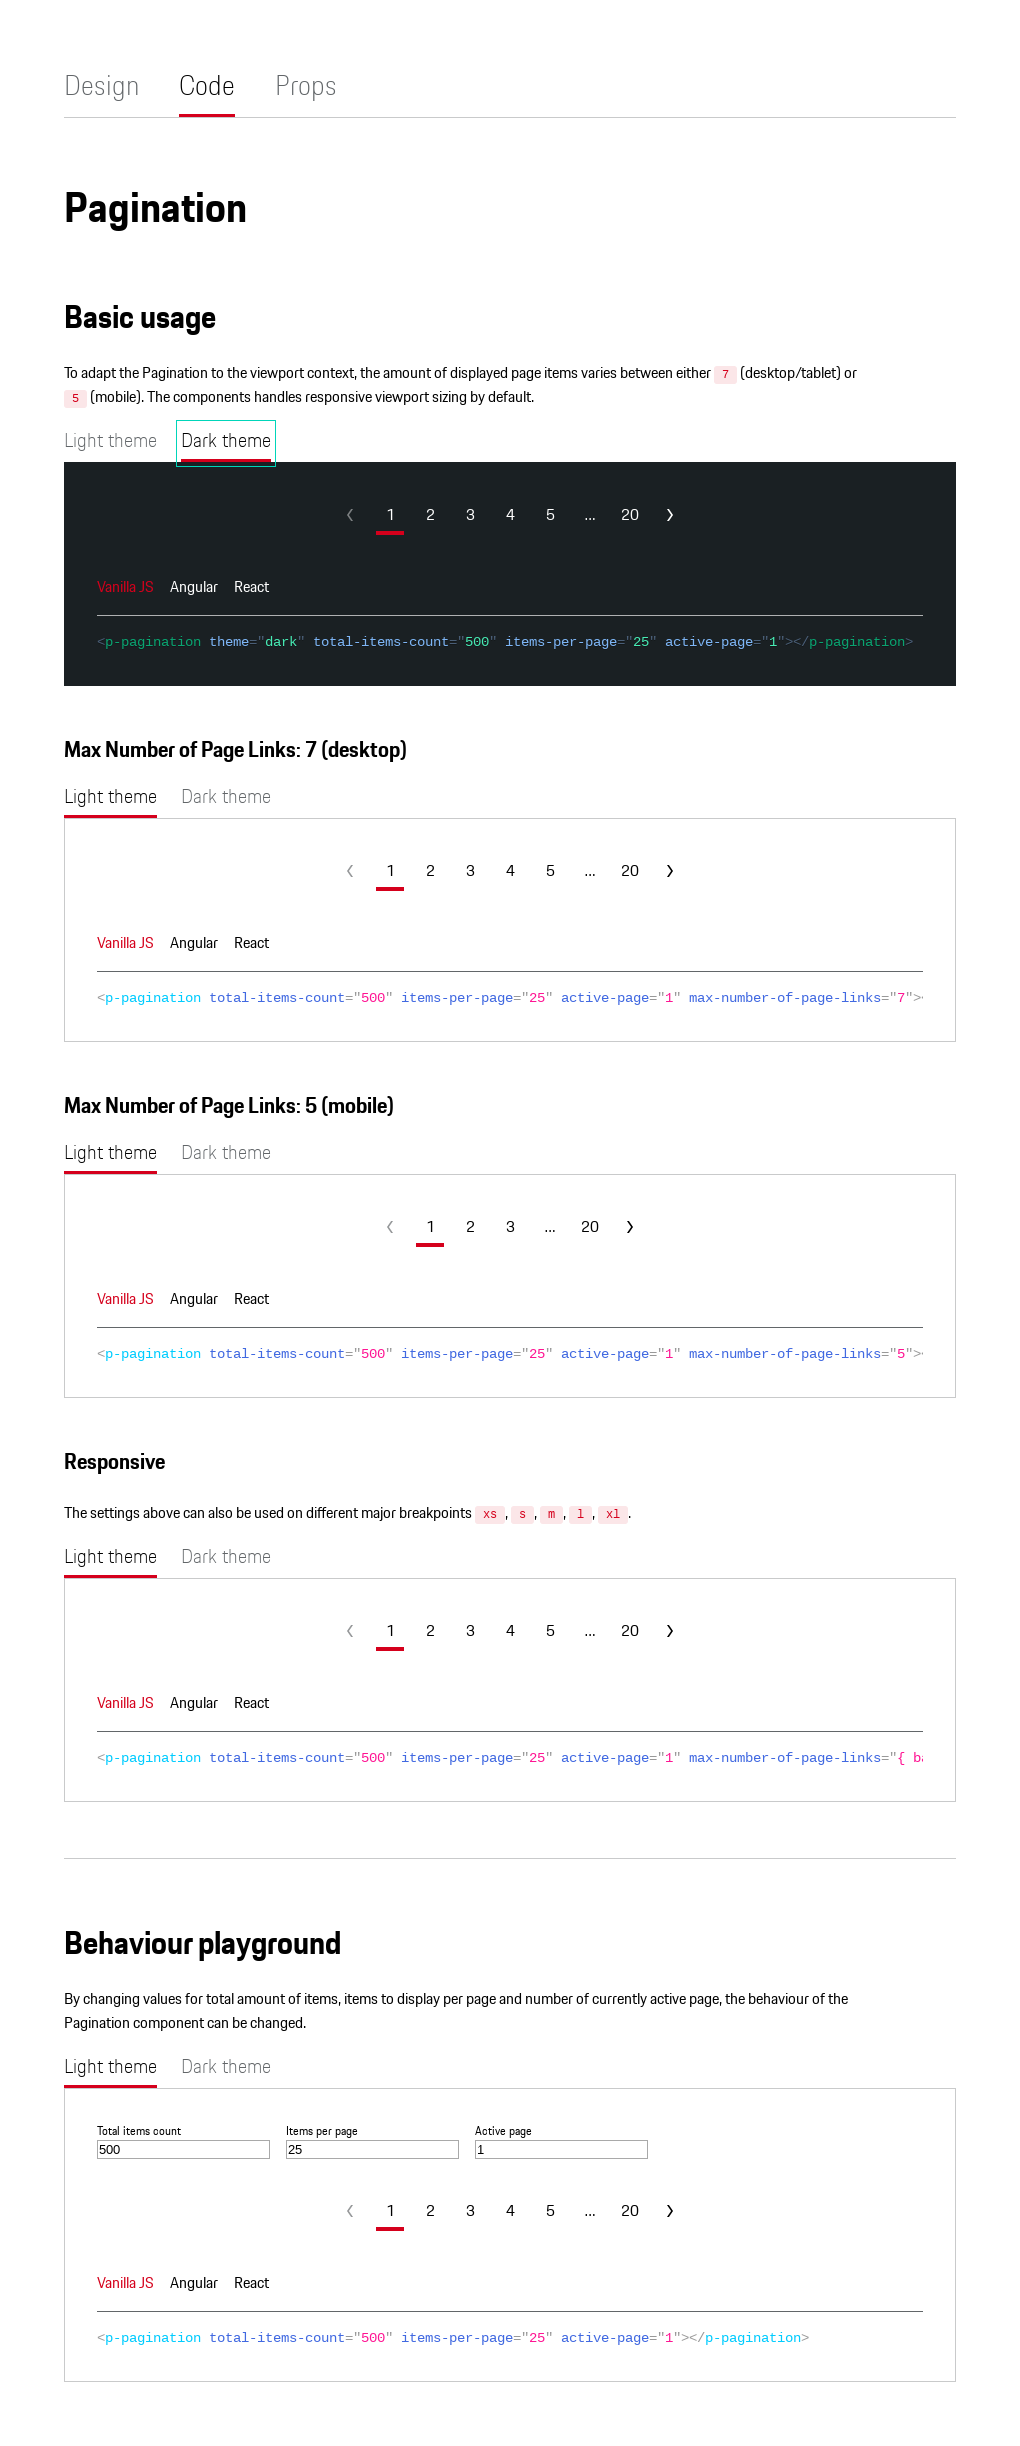 Design Code Props
Pagination
Basic usage
To adapt the Pagination to the viewport context, the amount of displayed page items varies between either 7 (desktop/tablet) or
5 (mobile). The components handles responsive viewport sizing by default.
Light theme Dark theme
1 2 3 4 5 ... 20
Vanilla JS Angular React
<p-pagination theme="dark" total-items-count="500" items-per-page="25" active-page="1"></p-pagination>
Max Number of Page Links: 7 (desktop)
Light theme Dark theme
1 2 3 4 5 ... 20
Vanilla JS Angular React
<p-pagination total-items-count="500" items-per-page="25" active-page="1" max-number-of-page-links="7"><
Max Number of Page Links: 5 (mobile)
Light theme Dark theme
1 2 3 ... 20
Vanilla JS Angular React
<p-pagination total-items-count="500" items-per-page="25" active-page="1" max-number-of-page-links="5"><
Responsive
The settings above can also be used on different major breakpoints xs, s, m, l, xl.
Light theme Dark theme
1 2 3 4 5 ... 20
Vanilla JS Angular React
<p-pagination total-items-count="500" items-per-page="25" active-page="1" max-number-of-page-links="{ ba
Behaviour playground
By changing values for total amount of items, items to display per page and number of currently active page, the behaviour of the
Pagination component can be changed.
Light theme Dark theme
Total items count Items per page Active page
500 25 1
1 2 3 4 5 ... 20
Vanilla JS Angular React
<p-pagination total-items-count="500" items-per-page="25" active-page="1"></p-pagination>